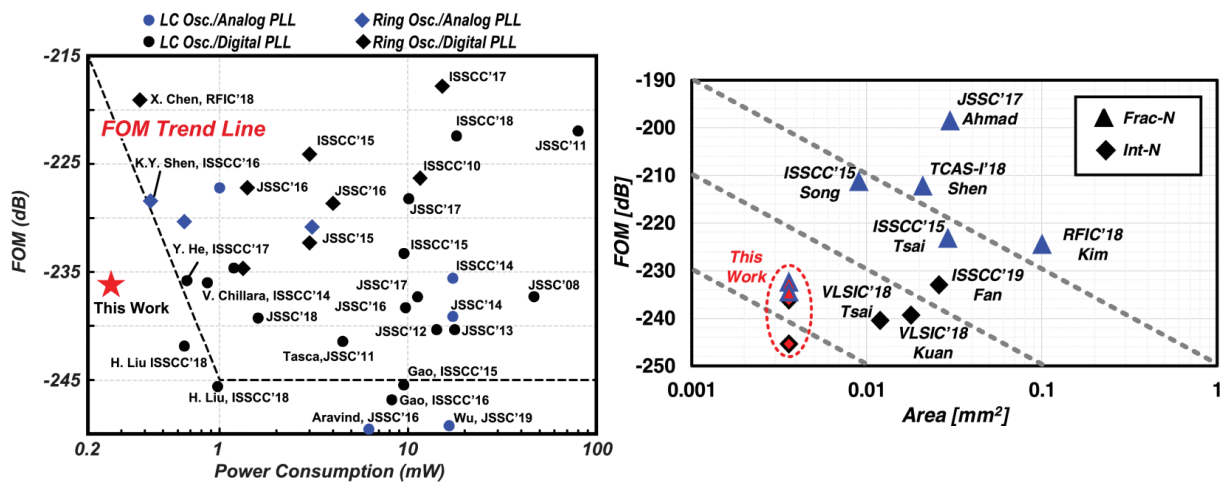 LC Osc./Analog PLL
Ring Osc./Analog PLL
LC Osc./Digital PLL
Ring Osc./Digital PLL
-215
-225
-235
-245
FOM (dB)
0.2
1
10
100
Power Consumption (mW)
X. Chen, RFIC'18
FOM Trend Line
ISSCC'17
ISSCC'18
JSSC'11
ISSCC'15
K.Y. Shen, ISSCC'16
ISSCC'10
JSSC'16
JSSC'16
JSSC'17
JSSC'15
Y. He, ISSCC'17
ISSCC'15
ISSCC'14
This Work
V. Chillara, ISSCC'14
JSSC'17
JSSC'08
JSSC'16
JSSC'14
JSSC'18
JSSC'12
JSSC'13
H. Liu ISSCC'18
Tasca,JSSC'11
Gao, ISSCC'15
H. Liu, ISSCC'18
Gao, ISSCC'16
Aravind, JSSC'16
Wu, JSSC'19
-190
-200
-210
-220
-230
-240
-250
FOM [dB]
0.001
0.01
0.1
1
Area [mm²]
Frac-N
Int-N
JSSC'17
Ahmad
ISSCC'15
Song
TCAS-I'18
Shen
ISSCC'15
Tsai
RFIC'18
Kim
This
Work
ISSCC'19
Fan
VLSIC'18
Tsai
VLSIC'18
Kuan